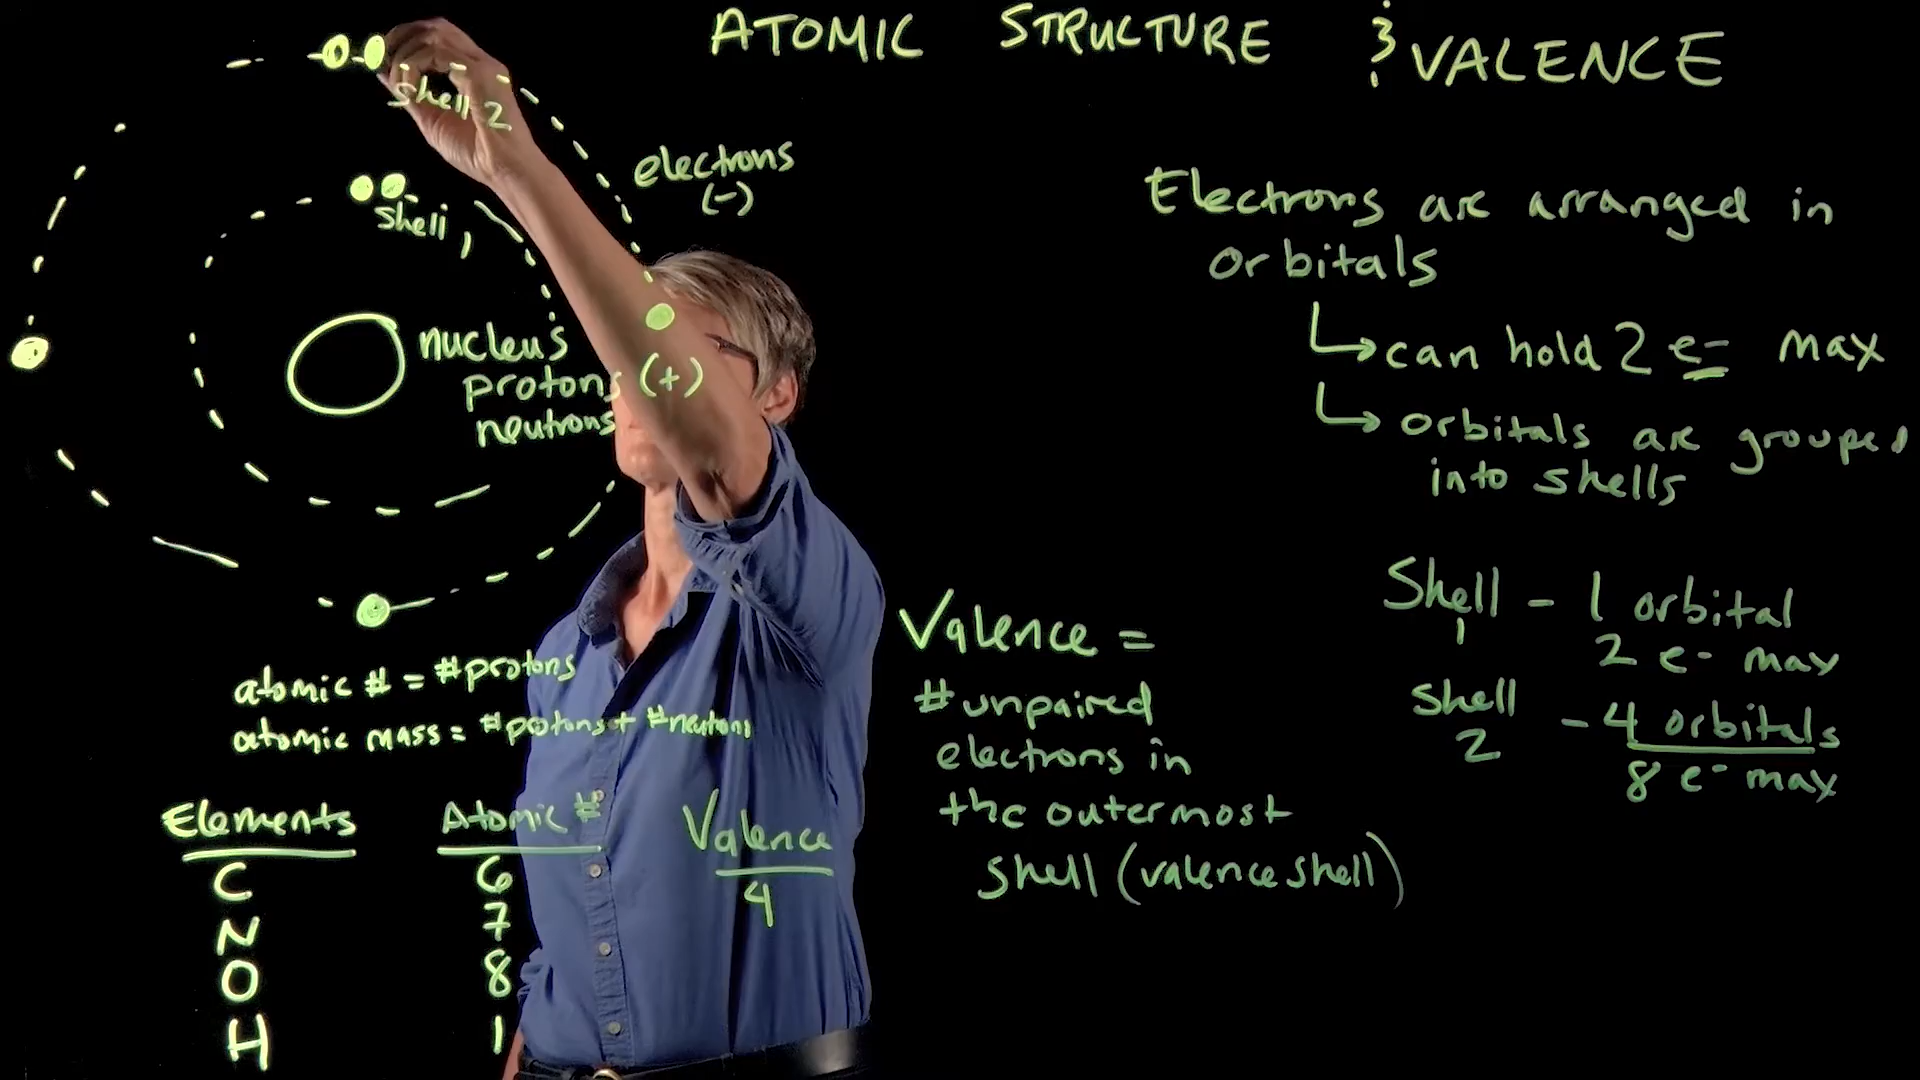 ATOMIC STRUCTURE & VALENCE
shell 2
electrons
(-)
shell 1
nucleus
protons (+)
neutrons
atomic # = #protons
atomic mass = #protons + #neutrons
Elements Atomic # Valence
C 6 4
N 7
O 8
H 1
Valence =
#unpaired
electrons in
the outermost
shell (valence shell)
Electrons are arranged in
orbitals
↳can hold 2 e- max
↳orbitals are grouped
into shells
Shell 1 - 1 orbital
2 e- max
Shell 2 - 4 orbitals
8 e- max